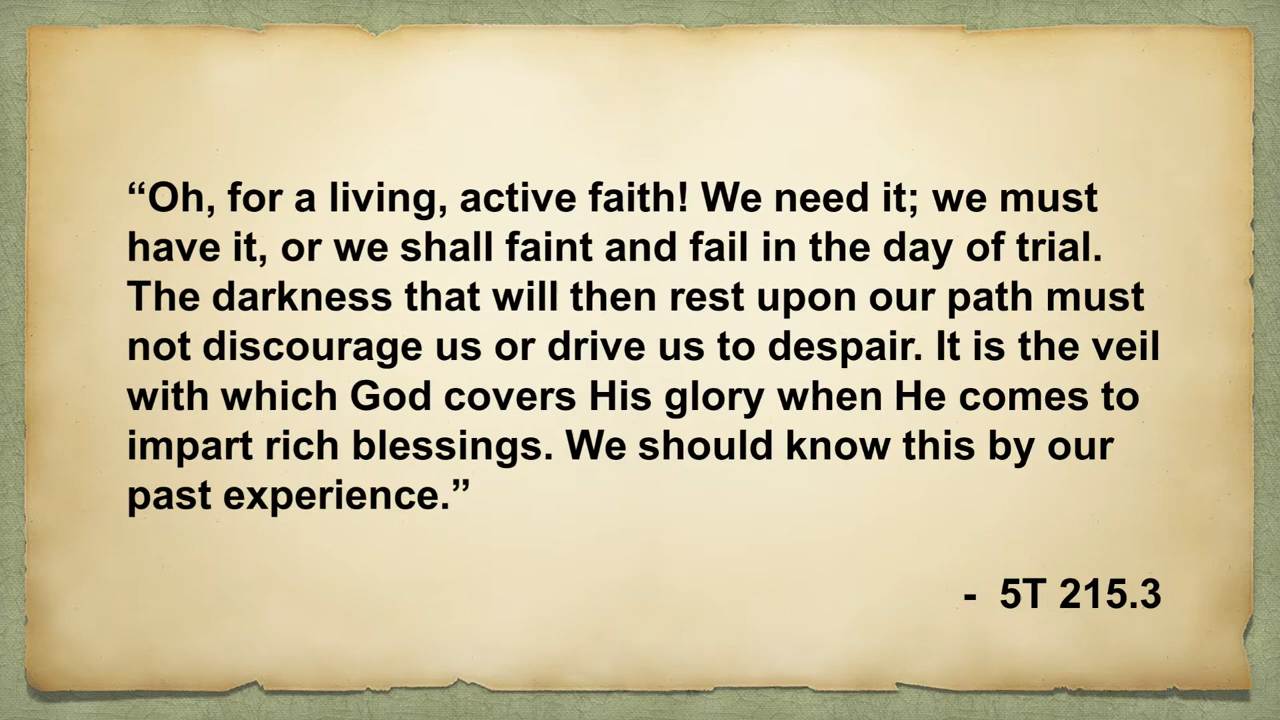 “Oh, for a living, active faith! We need it; we must
have it, or we shall faint and fail in the day of trial.
The darkness that will then rest upon our path must
not discourage us or drive us to despair. It is the veil
with which God covers His glory when He comes to
impart rich blessings. We should know this by our
past experience.”
- 5T 215.3